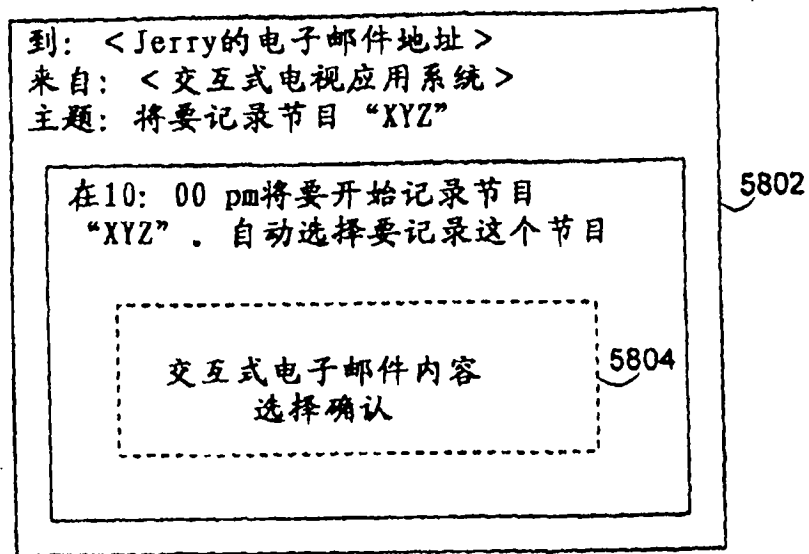 到: <Jerry的电子邮件地址>
来自: <交互式电视应用系统>
主题: 将要记录节目 “XYZ”
在10: 00 pm将要开始记录节目
“XYZ” . 自动选择要记录这个节目
5802
交互式电子邮件内容
选择确认
5804